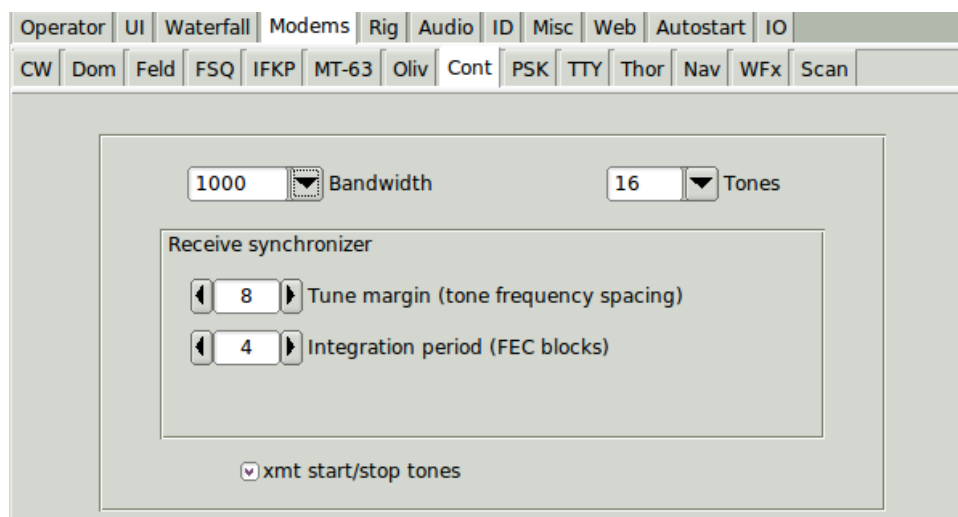 Operator UI Waterfall Modems Rig Audio ID Misc Web Autostart IO
CW Dom Feld FSQ IFKP MT-63 Oliv Cont PSK TTY Thor Nav WFx Scan
1000 Bandwidth 16 Tones
Receive synchronizer
8 Tune margin (tone frequency spacing)
4 Integration period (FEC blocks)
xmt start/stop tones